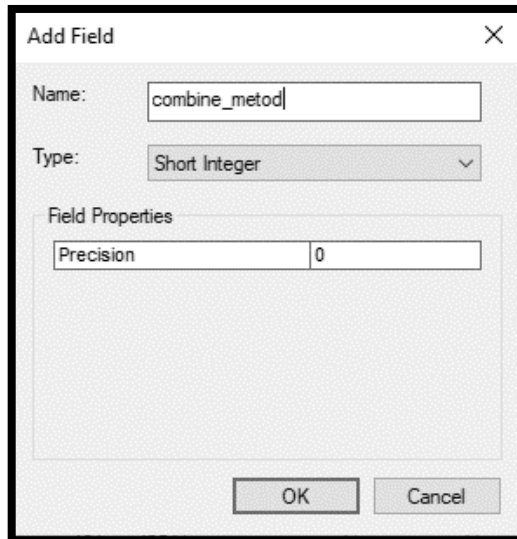 Add Field
Name: combine_metod
Type: Short Integer
Field Properties
Precision 0
OK Cancel